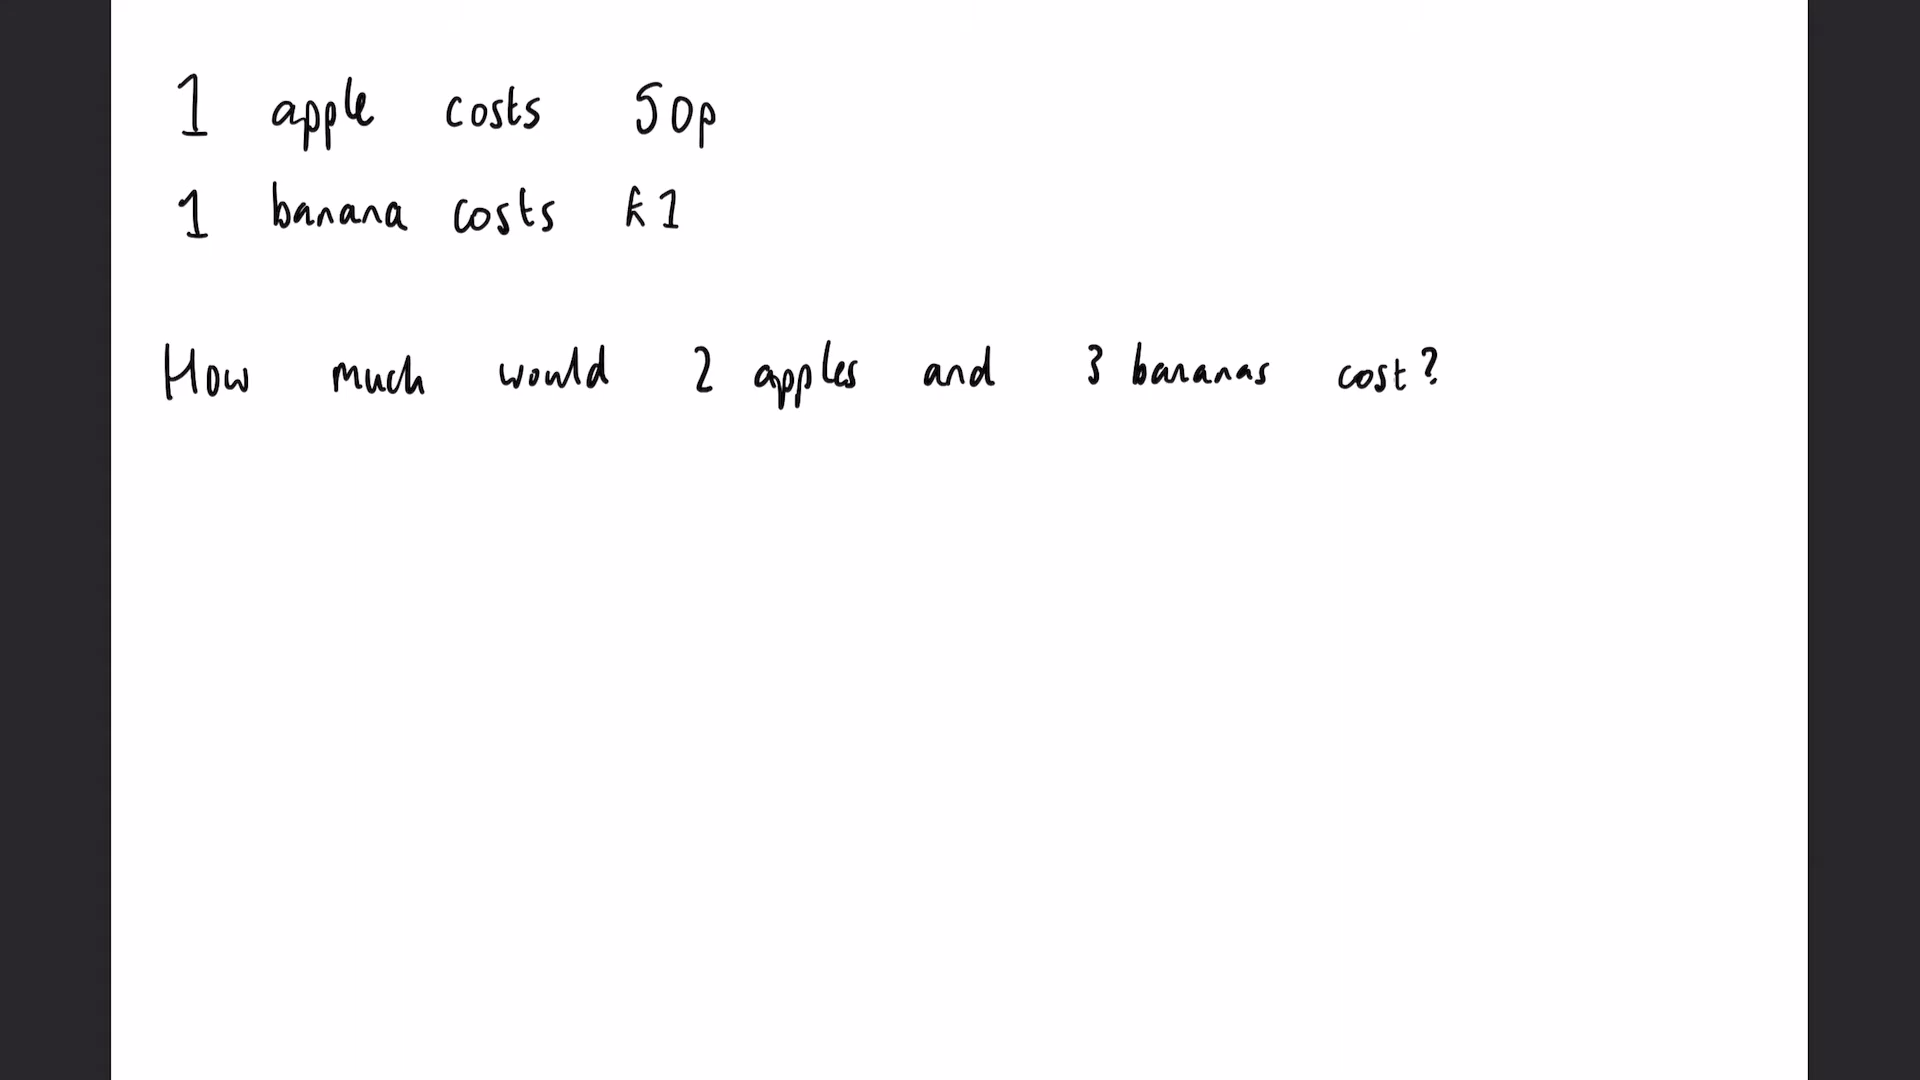 1 apple costs 50p
1 banana costs £1
How much would 2 apples and 3 bananas cost?